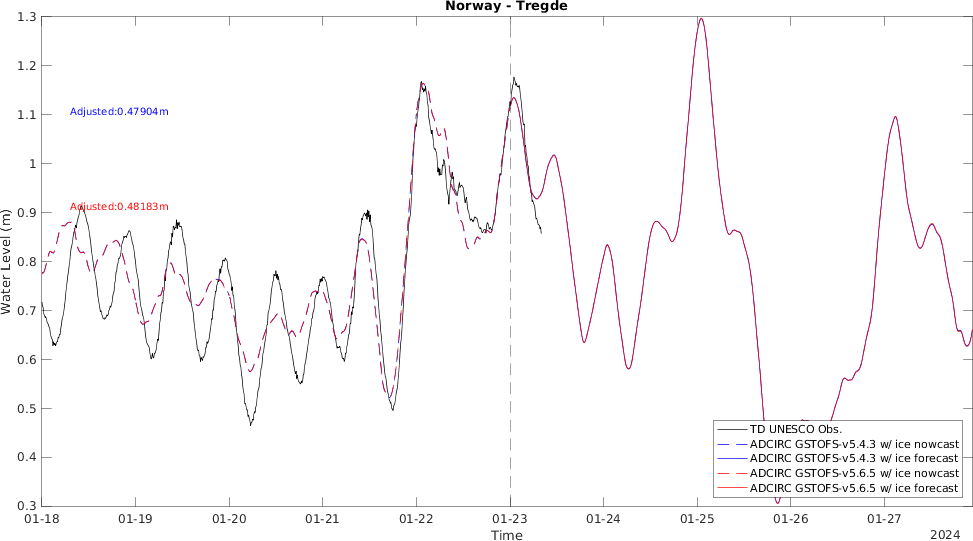 Norway - Tregde
1.3
1.2
1.1
1
0.9
0.8
0.7
0.6
0.5
0.4
0.3
Water Level (m)
Adjusted:0.47904m
Adjusted:0.48183m
TD UNESCO Obs.
ADCIRC GSTOFS-v5.4.3 w/ ice nowcast
ADCIRC GSTOFS-v5.4.3 w/ ice forecast
ADCIRC GSTOFS-v5.6.5 w/ ice nowcast
ADCIRC GSTOFS-v5.6.5 w/ ice forecast
01-18 01-19 01-20 01-21 01-22 01-23 01-24 01-25 01-26 01-27
Time
2024